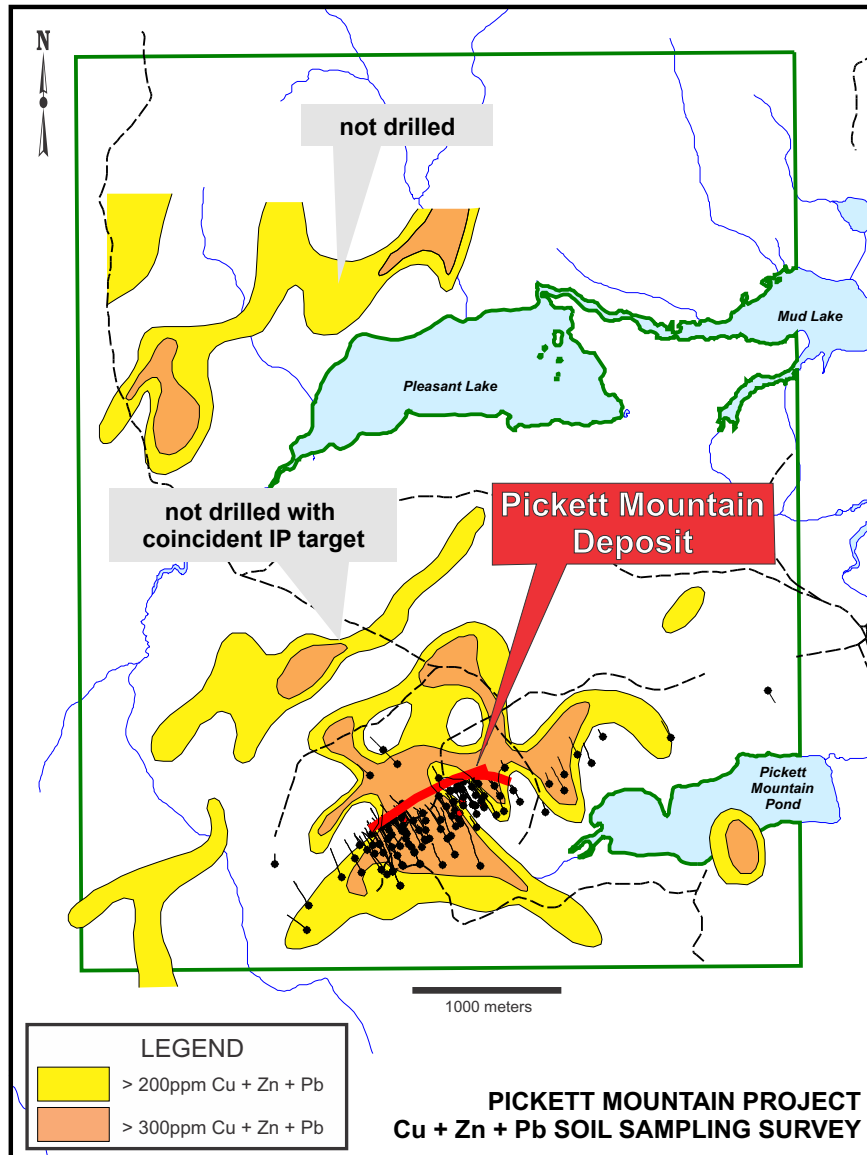 N
not drilled
Mud Lake
Pleasant Lake
not drilled with
coincident IP target
Pickett Mountain
Deposit
Pickett
Mountain
Pond
1000 meters
LEGEND
> 200ppm Cu + Zn + Pb
> 300ppm Cu + Zn + Pb
PICKETT MOUNTAIN PROJECT
Cu + Zn + Pb SOIL SAMPLING SURVEY